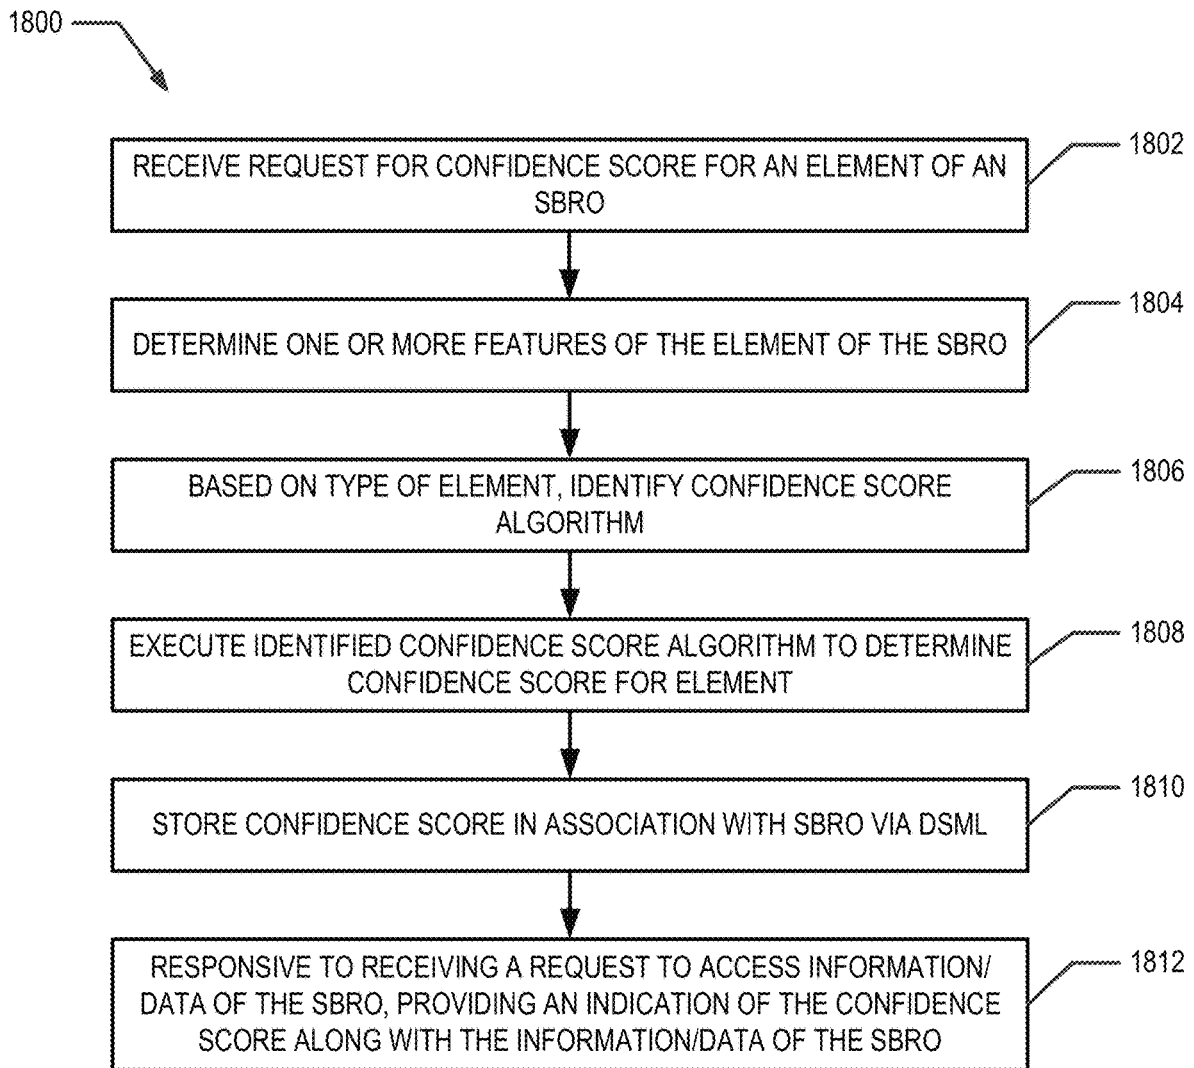 1800
RECEIVE REQUEST FOR CONFIDENCE SCORE FOR AN ELEMENT OF AN
SBRO
1802
DETERMINE ONE OR MORE FEATURES OF THE ELEMENT OF THE SBRO
1804
BASED ON TYPE OF ELEMENT, IDENTIFY CONFIDENCE SCORE
ALGORITHM
1806
EXECUTE IDENTIFIED CONFIDENCE SCORE ALGORITHM TO DETERMINE
CONFIDENCE SCORE FOR ELEMENT
1808
STORE CONFIDENCE SCORE IN ASSOCIATION WITH SBRO VIA DSML
1810
RESPONSIVE TO RECEIVING A REQUEST TO ACCESS INFORMATION/
DATA OF THE SBRO, PROVIDING AN INDICATION OF THE CONFIDENCE
SCORE ALONG WITH THE INFORMATION/DATA OF THE SBRO
1812